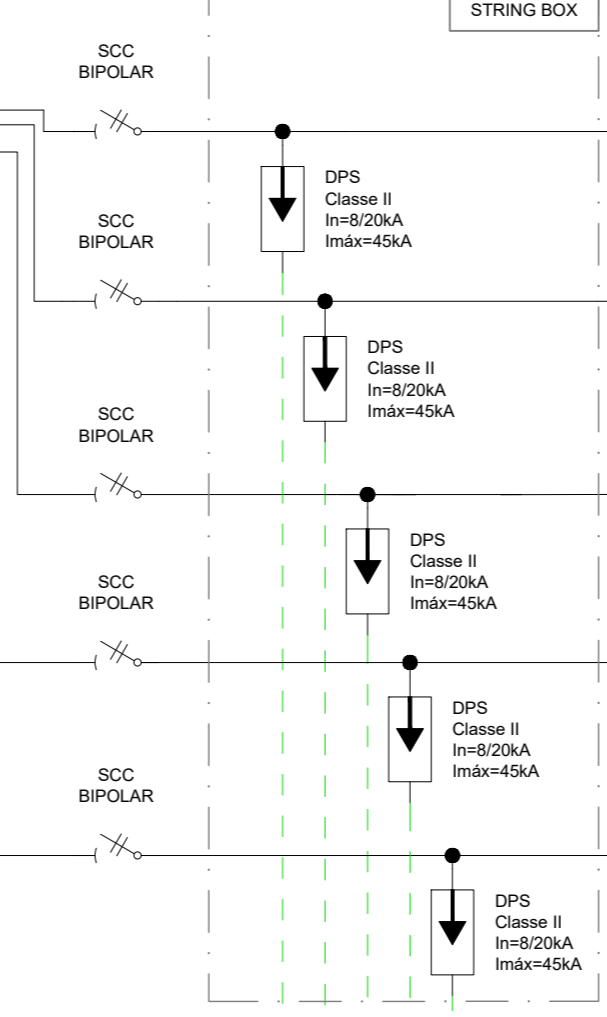 STRING BOX
SCC
BIPOLAR
DPS
Classe II
In=8/20kA
Imáx=45kA
SCC
BIPOLAR
DPS
Classe II
In=8/20kA
Imáx=45kA
SCC
BIPOLAR
DPS
Classe II
In=8/20kA
Imáx=45kA
SCC
BIPOLAR
DPS
Classe II
In=8/20kA
Imáx=45kA
SCC
BIPOLAR
DPS
Classe II
In=8/20kA
Imáx=45kA